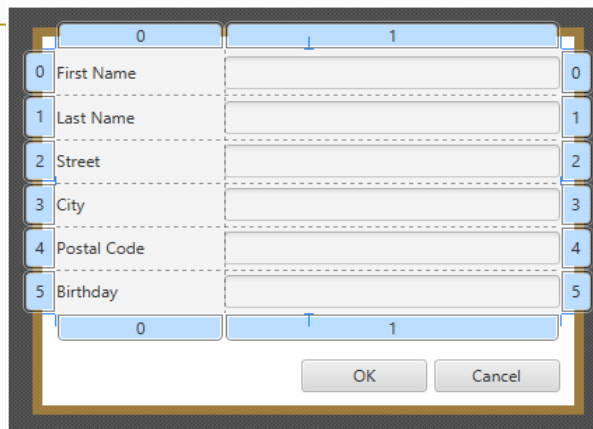 0 1
0 First Name 0
1 Last Name 1
2 Street 2
3 City 3
4 Postal Code 4
5 Birthday 5
0 1
OK Cancel